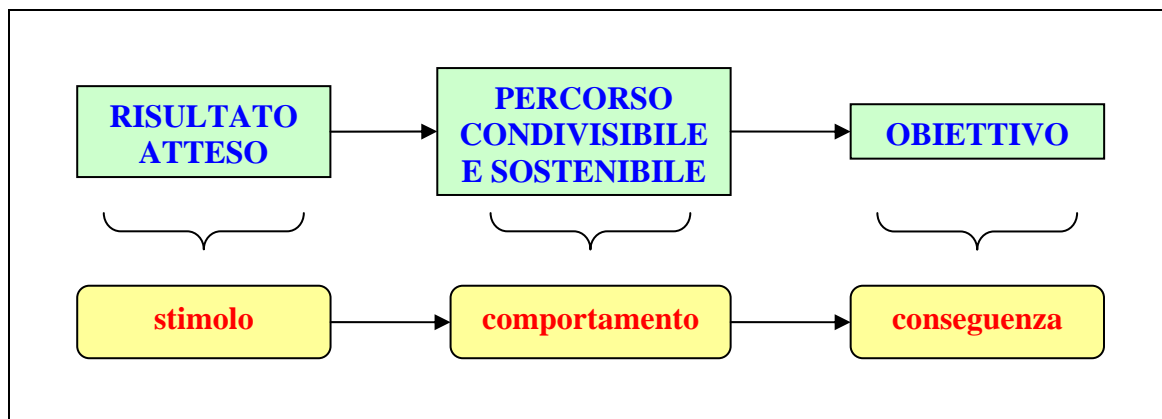 RISULTATO
ATTESO
PERCORSO
CONDIVISIBILE
E SOSTENIBILE
OBIETTIVO
stimolo
comportamento
conseguenza